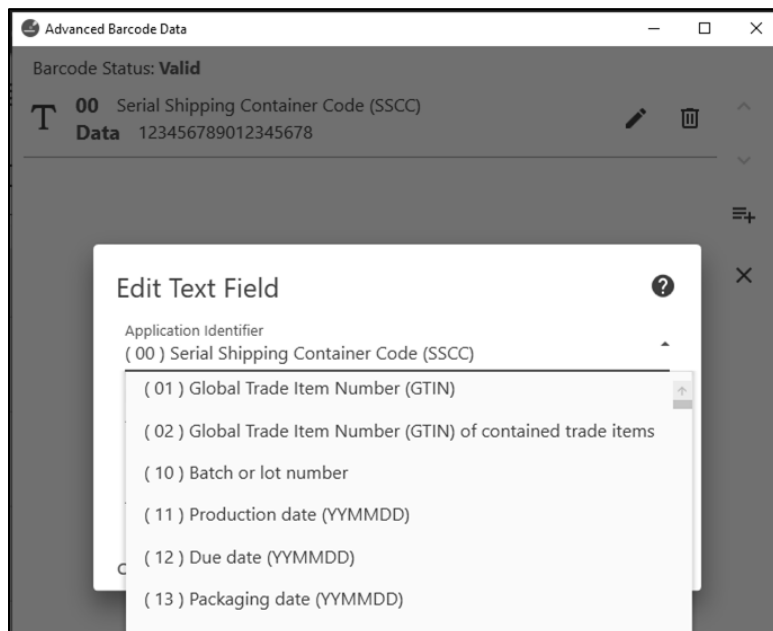 Advanced Barcode Data
Barcode Status: Valid
T 00 Serial Shipping Container Code (SSCC)
Data 123456789012345678
Edit Text Field
Application Identifier
( 00 ) Serial Shipping Container Code (SSCC)
( 01 ) Global Trade Item Number (GTIN)
( 02 ) Global Trade Item Number (GTIN) of contained trade items
( 10 ) Batch or lot number
( 11 ) Production date (YYMMDD)
( 12 ) Due date (YYMMDD)
( 13 ) Packaging date (YYMMDD)